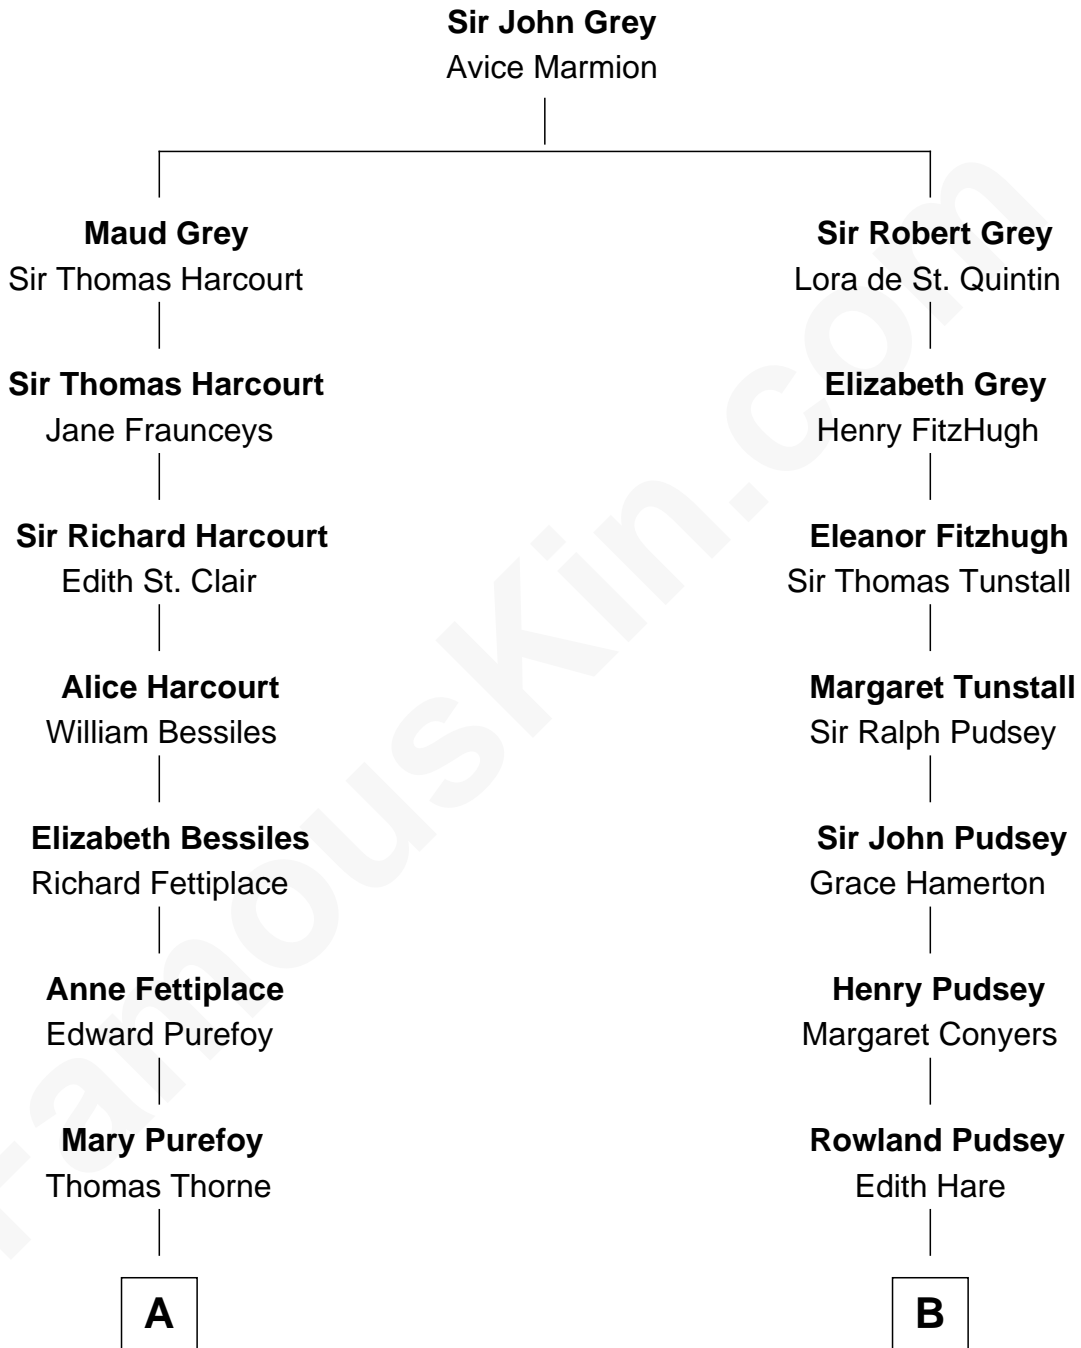 Sir John Grey
Avice Marmion
Maud Grey
Sir Thomas Harcourt
Sir Robert Grey
Lora de St. Quintin
Sir Thomas Harcourt
Jane Fraunceys
Elizabeth Grey
Henry FitzHugh
Sir Richard Harcourt
Edith St. Clair
Eleanor Fitzhugh
Sir Thomas Tunstall
Alice Harcourt
William Bessiles
Margaret Tunstall
Sir Ralph Pudsey
Elizabeth Bessiles
Richard Fettiplace
Sir John Pudsey
Grace Hamerton
Anne Fettiplace
Edward Purefoy
Henry Pudsey
Margaret Conyers
Mary Purefoy
Thomas Thorne
Rowland Pudsey
Edith Hare
A
B
FamousKin.com